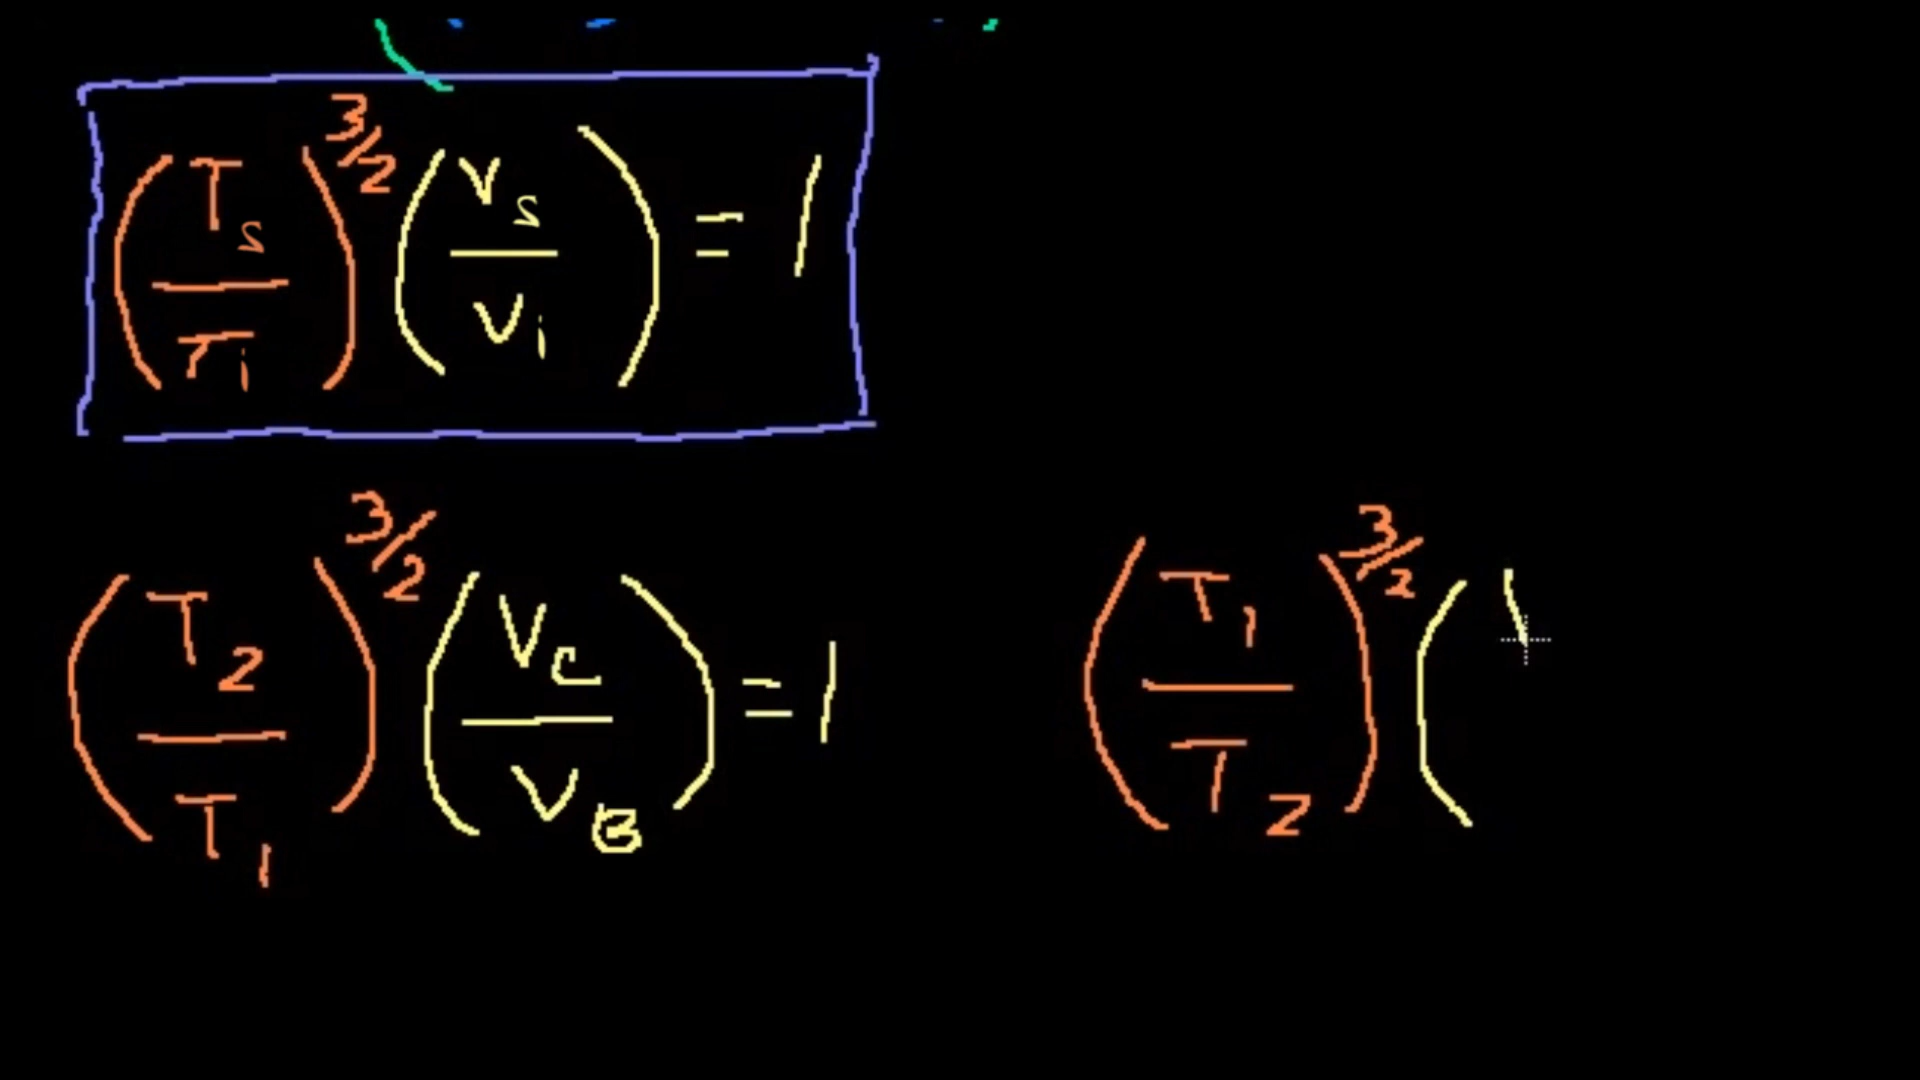 (T_s/T_i)^3/2 (V_s/V_i) = 1
(T_2/T_1)^3/2 (V_C/V_B) = 1
(T_1/T_2)^3/2 (